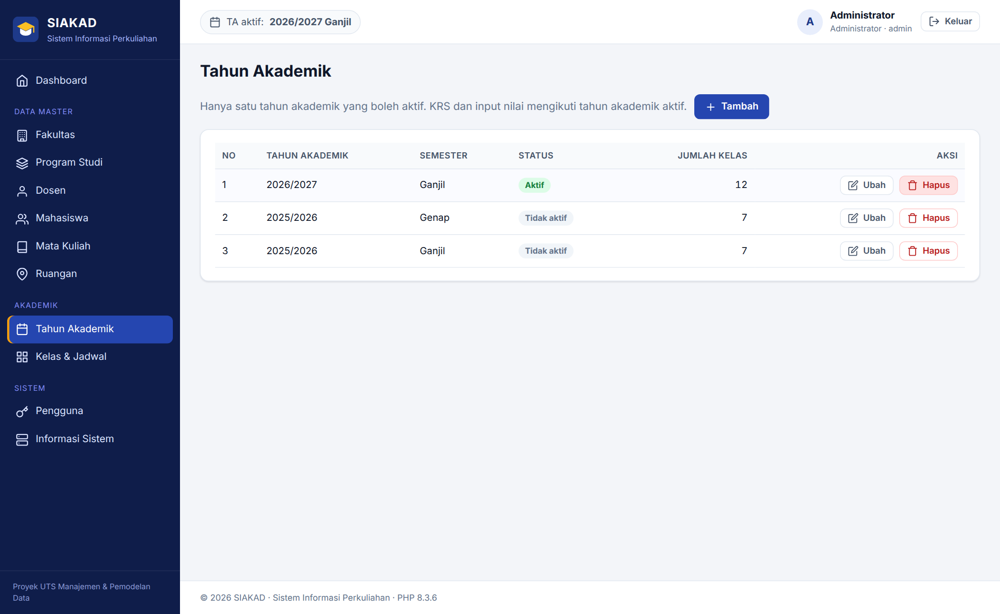 SIAKAD
Sistem Informasi Perkuliahan
Dashboard
DATA MASTER
Fakultas
Program Studi
Dosen
Mahasiswa
Mata Kuliah
Ruangan
AKADEMIK
Tahun Akademik
Kelas & Jadwal
SISTEM
Pengguna
Informasi Sistem
Proyek UTS Manajemen & Pemodelan
Data
TA aktif: 2026/2027 Ganjil
A
Administrator
Administrator · admin
Keluar
Tahun Akademik
Hanya satu tahun akademik yang boleh aktif. KRS dan input nilai mengikuti tahun akademik aktif. Tambah
NO TAHUN AKADEMIK SEMESTER STATUS JUMLAH KELAS AKSI
1 2026/2027 Ganjil Aktif 12 Ubah Hapus
2 2025/2026 Genap Tidak aktif 7 Ubah Hapus
3 2025/2026 Ganjil Tidak aktif 7 Ubah Hapus
© 2026 SIAKAD · Sistem Informasi Perkuliahan · PHP 8.3.6